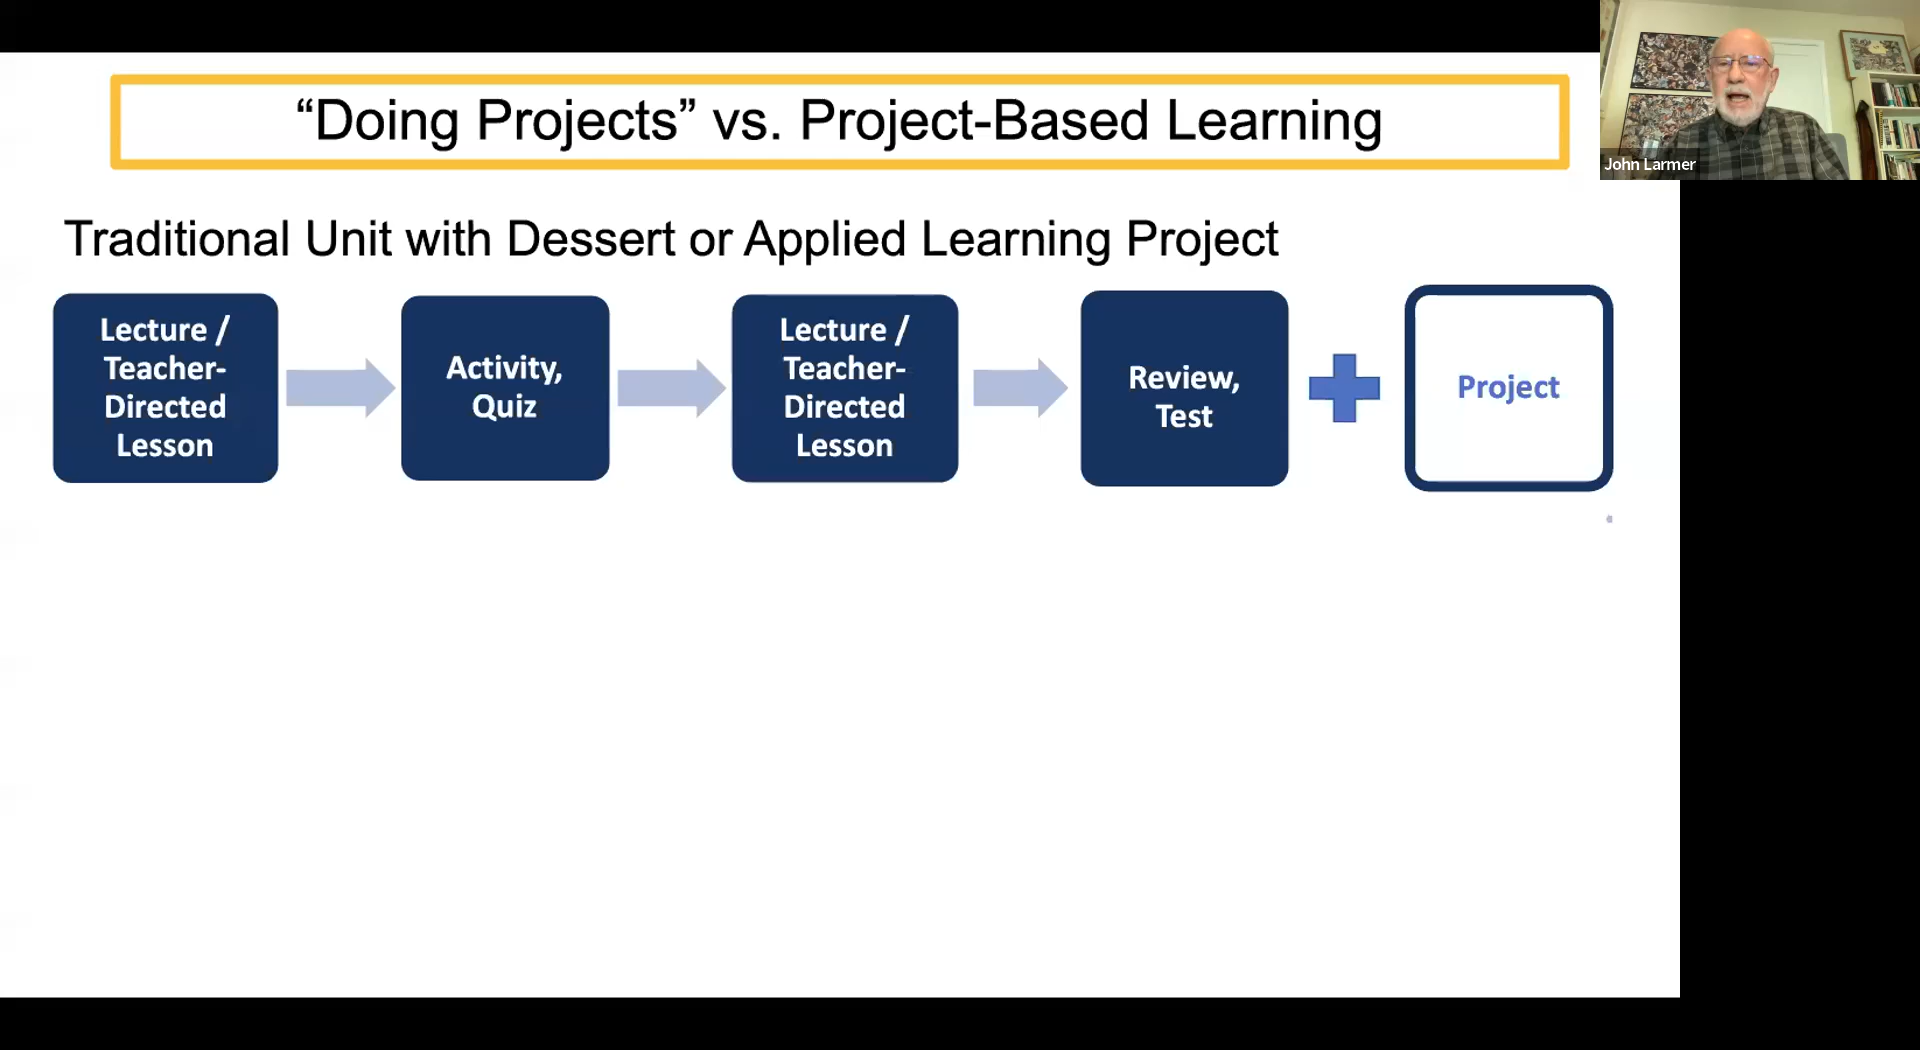 “Doing Projects” vs. Project-Based Learning
John Larmer
Traditional Unit with Dessert or Applied Learning Project
Lecture /
Teacher-
Directed
Lesson
Activity,
Quiz
Lecture /
Teacher-
Directed
Lesson
Review,
Test
Project